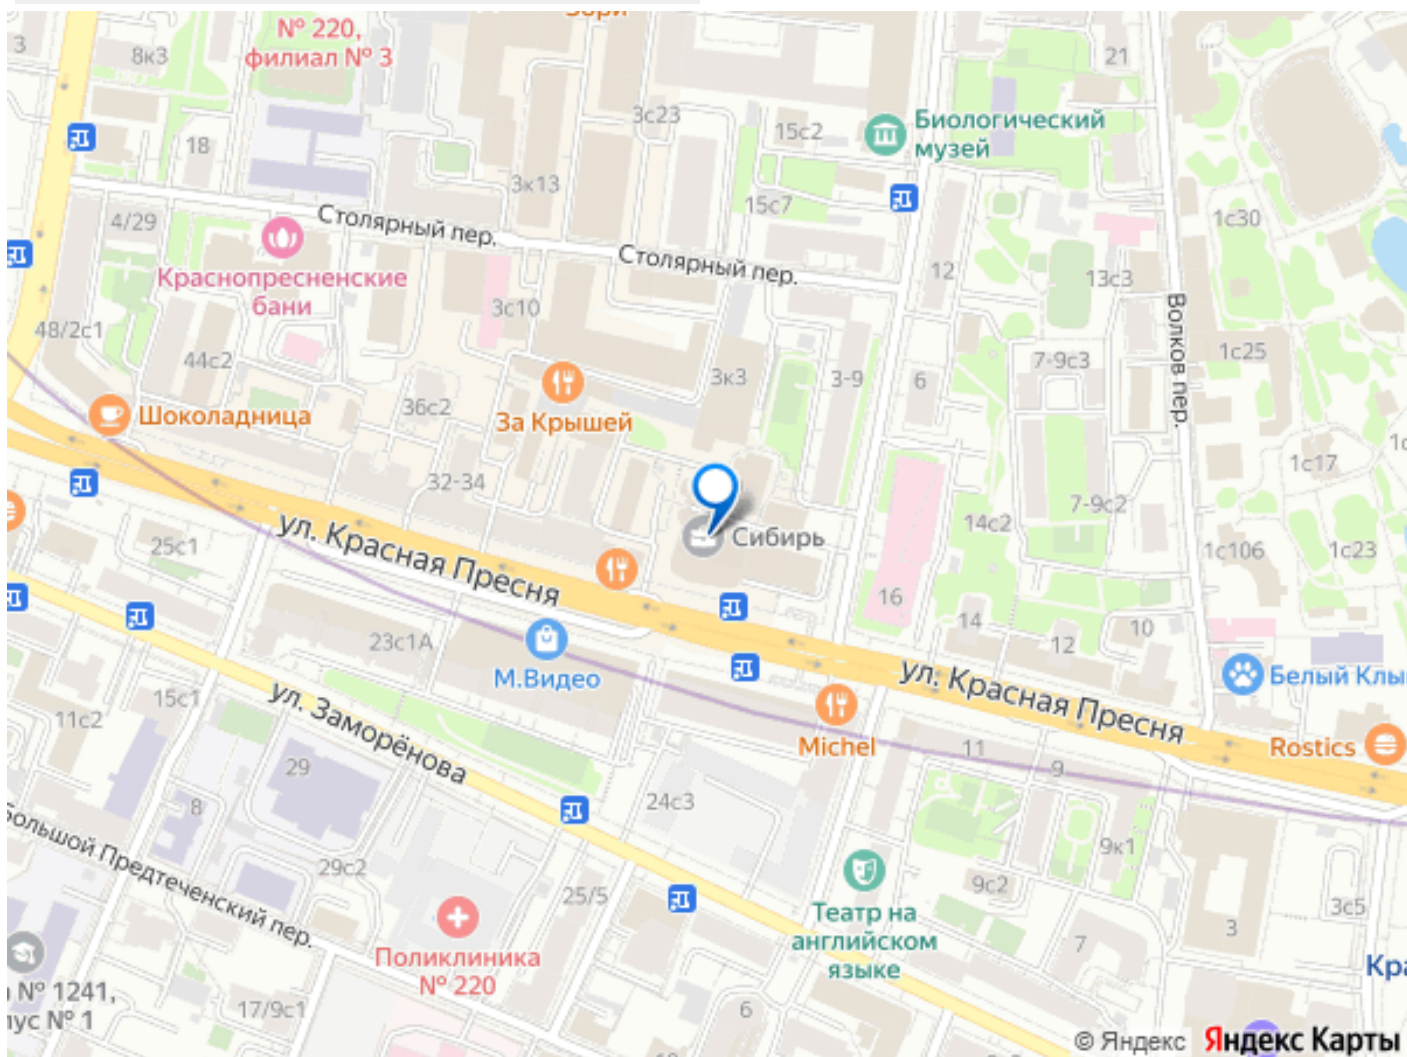 Зори
№ 220,
филиал № 3
3
8к3
21
3с23
15с2
Биологический
музей
18
3к13
15с7
4/29
Столярный пер.
1с30
Краснопресненские
бани
Столярный пер.
12
13с3
3с10
48/2с1
Волков пер.
44с2
7-9с3
1с25
3к3
3-9
6
36с2
Шоколадница
За Крышей
1с17
32-34
7-9с2
14с2
ул. Красная Пресня
Сибирь
25с1
1с106
1с23
16
14
10
23с1А
12
М.Видео
ул. Красная Пресня
Белый Клы
15с1
ул. Заморёнова
11с2
Michel
11
Rostics
29
9
8
24с3
Большой Предтеченский пер.
9к1
29с2
25/5
9с2
3с5
Театр на
английском
языке
3
7
Поликлиника
№ 220
Кра
№ 1241,
пус № 1
17/9с1
6
10
© Яндекс Яндекс Карты